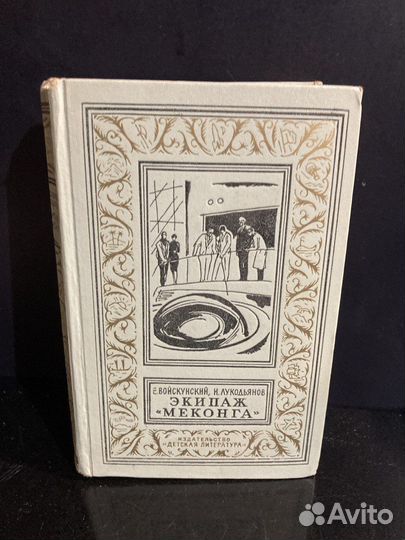 Е. ВОЙСКУНСКИЙ, И. ЛУКОДЬЯНОВ
ЭКИПАЖ
«МЕКОНГА»
ИЗДАТЕЛЬСТВО
«ДЕТСКАЯ ЛИТЕРАТУРА»
Avito